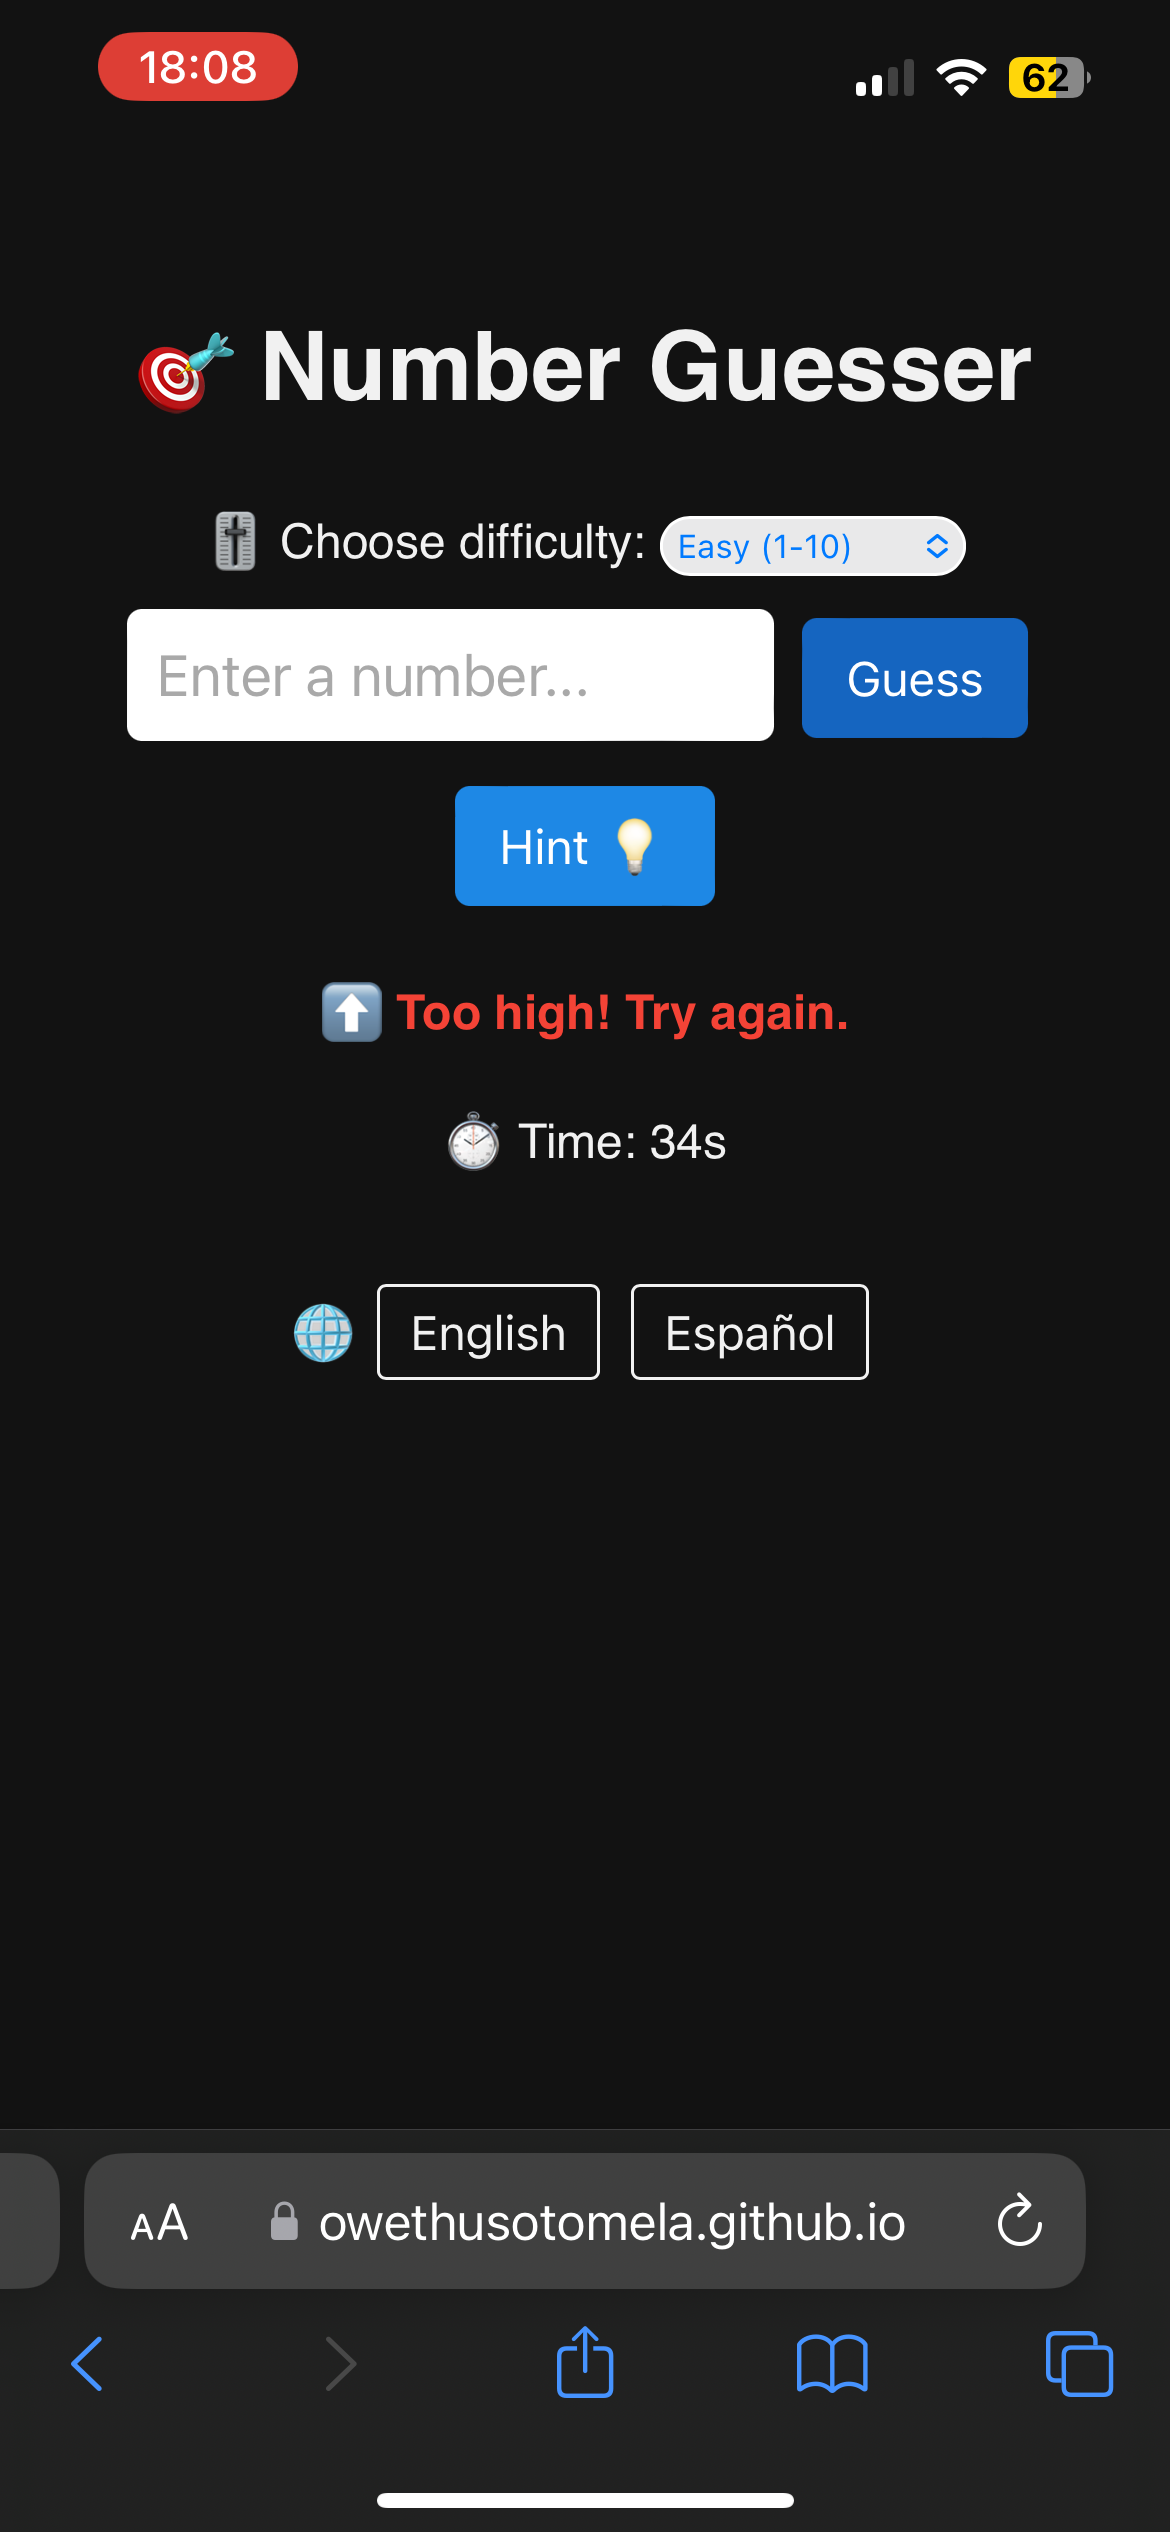 18:08
62
Number Guesser
Choose difficulty: Easy (1-10)
Enter a number...
Guess
Hint
Too high! Try again.
Time: 34s
English
Español
AA
owethusotomela.github.io